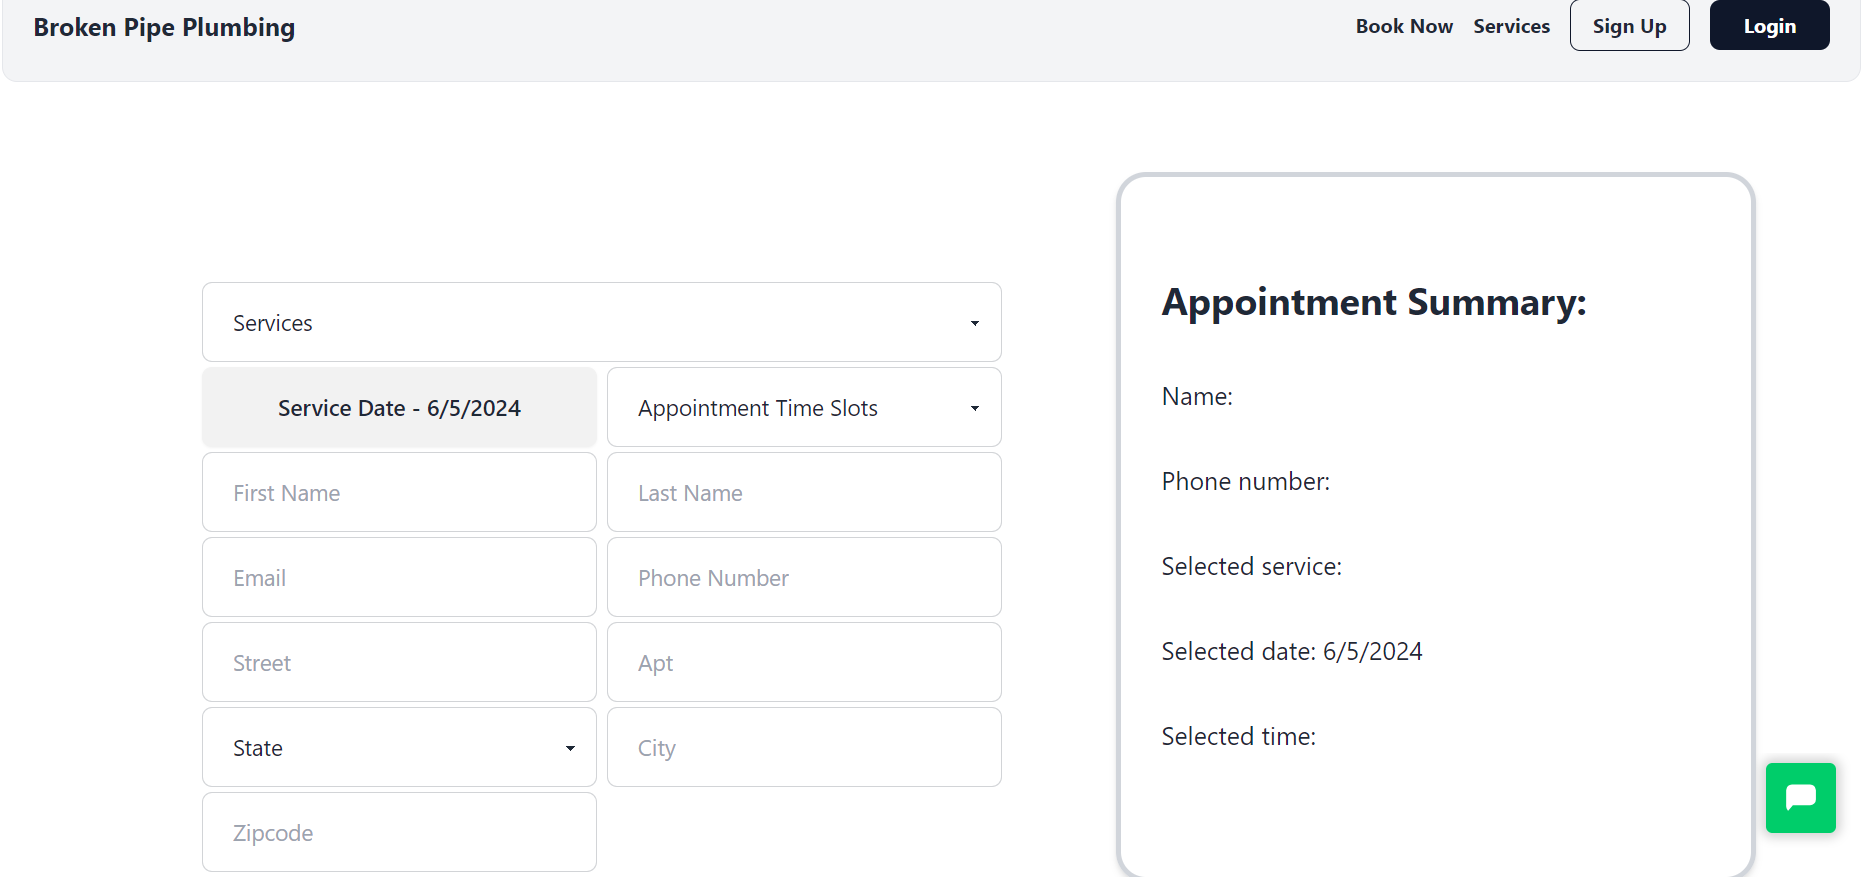 Broken Pipe Plumbing
Book Now
Services
Sign Up
Login
Services
Service Date - 6/5/2024
Appointment Time Slots
First Name
Last Name
Email
Phone Number
Street
Apt
State
City
Zipcode
Appointment Summary:
Name:
Phone number:
Selected service:
Selected date: 6/5/2024
Selected time: